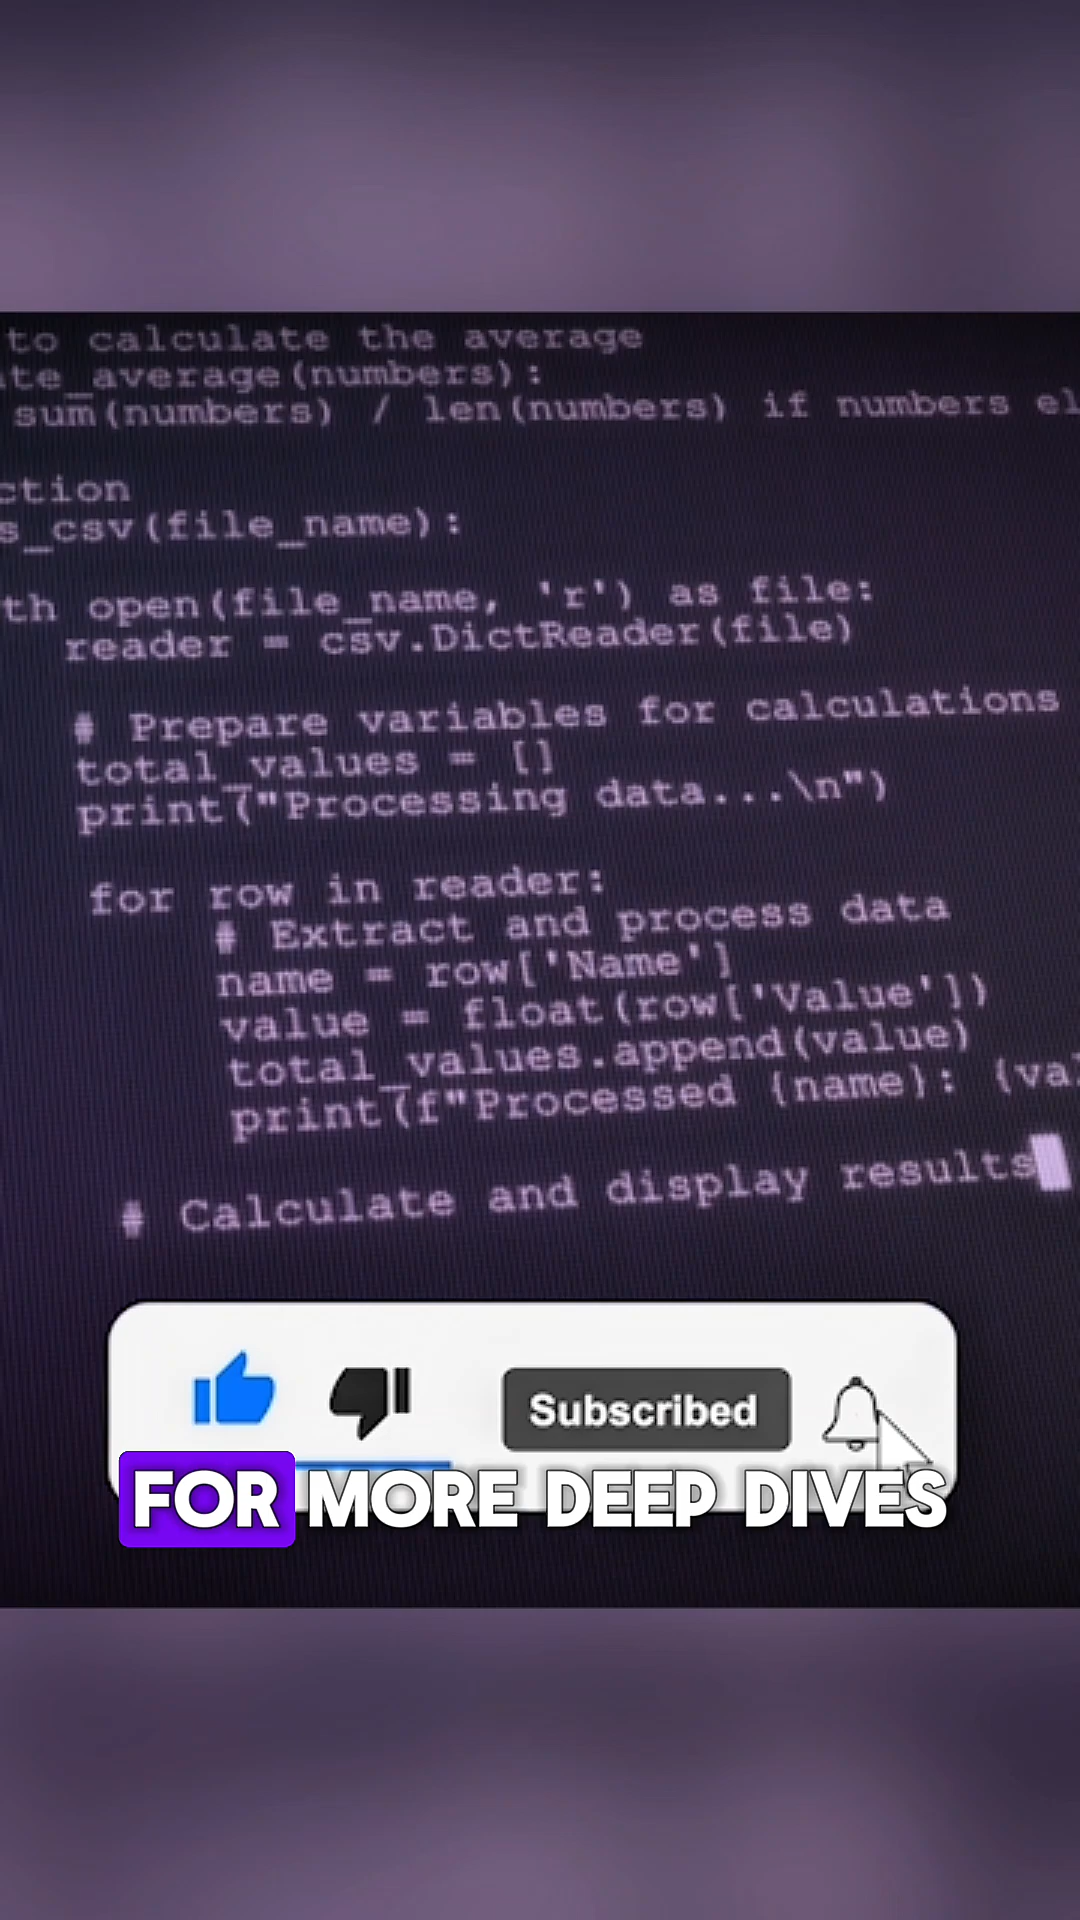 to calculate the average
te_average(numbers):
sum(numbers) / len(numbers) if numbers el
ction
s_csv(file_name):
th open(file_name, 'r') as file:
reader = csv.DictReader(file)
# Prepare variables for calculations
total_values = []
print("Processing data...\n")
for row in reader:
# Extract and process data
name = row['Name']
value = float(row['Value'])
total_values.append(value)
print(f"Processed {name}: {val
# Calculate and display results
Subscribed
FOR MORE DEEP DIVES